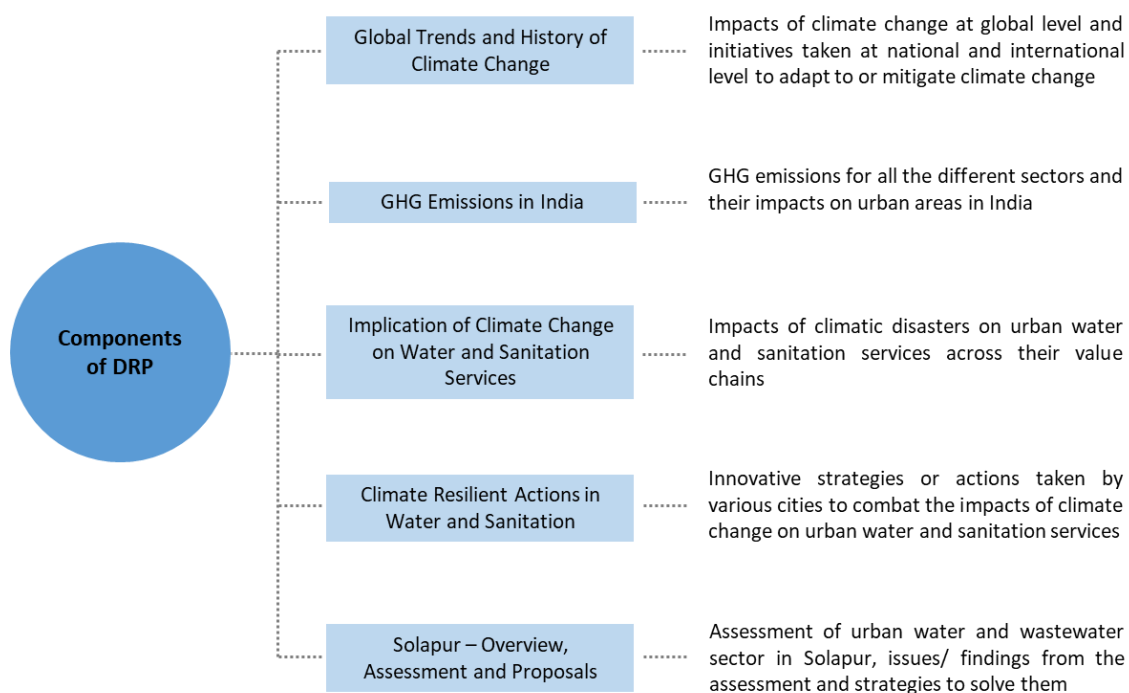 Components
of DRP
Global Trends and History of
Climate Change
Impacts of climate change at global level and
initiatives taken at national and international
level to adapt to or mitigate climate change
GHG Emissions in India
GHG emissions for all the different sectors and
their impacts on urban areas in India
Implication of Climate Change
on Water and Sanitation
Services
Impacts of climatic disasters on urban water
and sanitation services across their value
chains
Climate Resilient Actions in
Water and Sanitation
Innovative strategies or actions taken by
various cities to combat the impacts of climate
change on urban water and sanitation services
Solapur – Overview,
Assessment and Proposals
Assessment of urban water and wastewater
sector in Solapur, issues/ findings from the
assessment and strategies to solve them